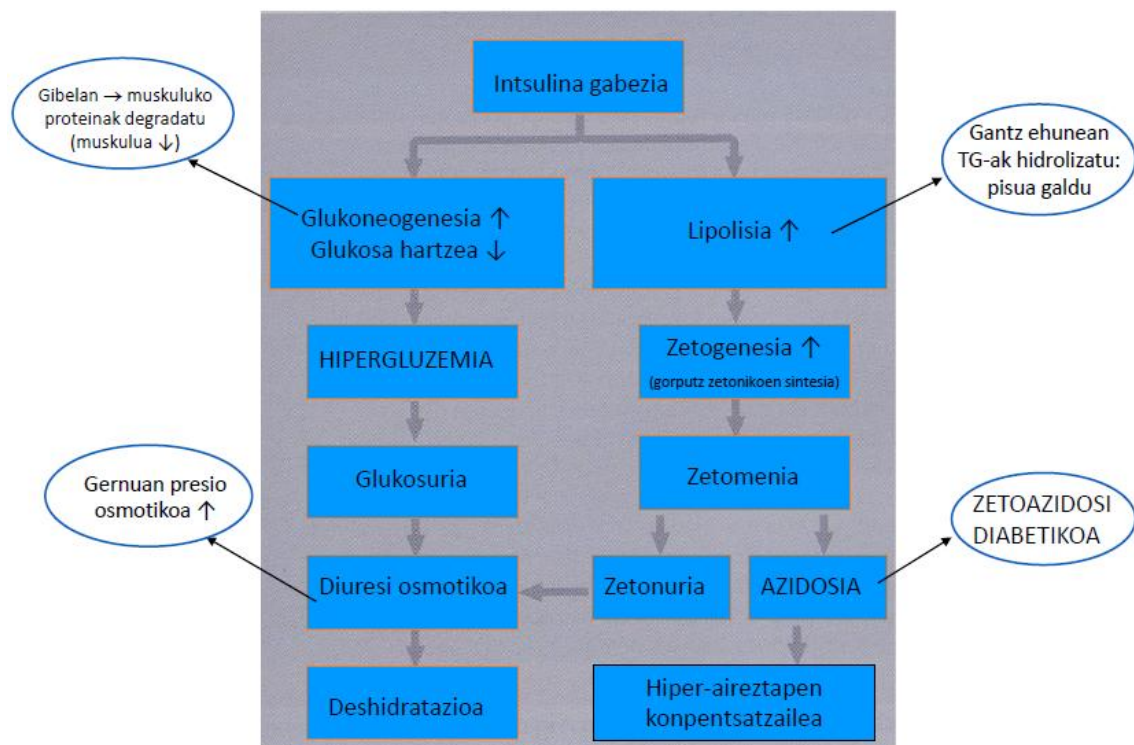 Intsulina gabezia
Gibelan → muskuluko
proteinak degradatu
(muskulua ↓)
Gantz ehunean
TG-ak hidrolizatu:
pisua galdu
Glukoneogenesia ↑
Glukosa hartzea ↓
Lipolisia ↑
HIPERGLUZEMIA
Zetogenesia ↑
(gorputz zetonikoen sintesia)
Glukosuria
Zetomenia
Gernuan presio
osmotikoa ↑
ZETOAZIDOSI
DIABETIKOA
Diuresi osmotikoa
Zetonuria
AZIDOSIA
Deshidratazioa
Hiper-aireztapen
konpentsatzailea